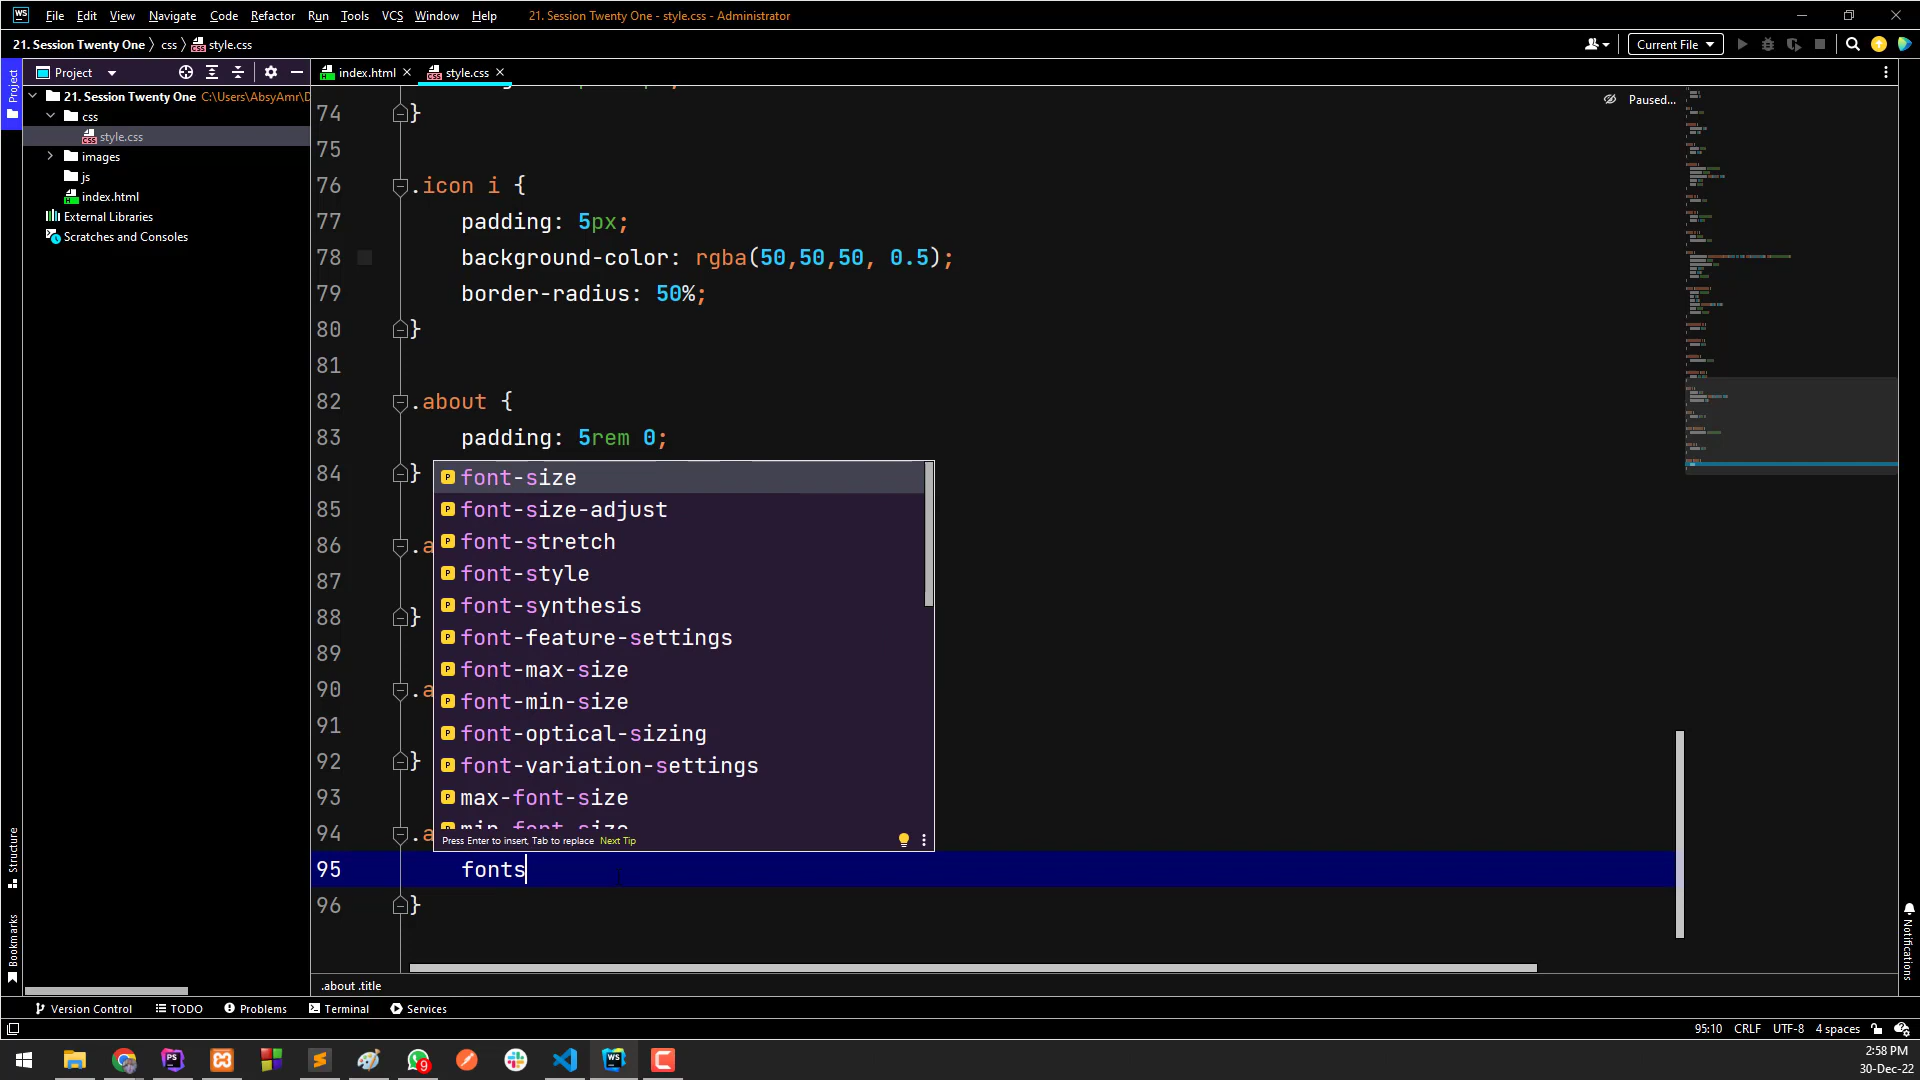 File Edit View Navigate Code Refactor Run Tools VCS Window Help 21. Session Twenty One - style.css - Administrator
21. Session Twenty One css style.css Current File
Project index.html style.css
Project
21. Session Twenty One C:\Users\AbsyAmr\D
css
style.css
images
js
index.html
External Libraries
Scratches and Consoles
Paused...
74 }
75
76 .icon i {
77 padding: 5px;
78 background-color: rgba(50,50,50, 0.5);
79 border-radius: 50%;
80 }
81
82 .about {
83 padding: 5rem 0;
84 }
85
86 .a
87
88 }
89
90 .a
91
92 }
93
94 .a
font-size
font-size-adjust
font-stretch
font-style
font-synthesis
font-feature-settings
font-max-size
font-min-size
font-optical-sizing
font-variation-settings
max-font-size
min-font-size
Press Enter to insert, Tab to replace Next Tip
95 fonts
96 }
.about .title
Structure
Bookmarks
Notifications
Version Control TODO Problems Terminal Services
95:10 CRLF UTF-8 4 spaces
9
2:58 PM
30-Dec-22